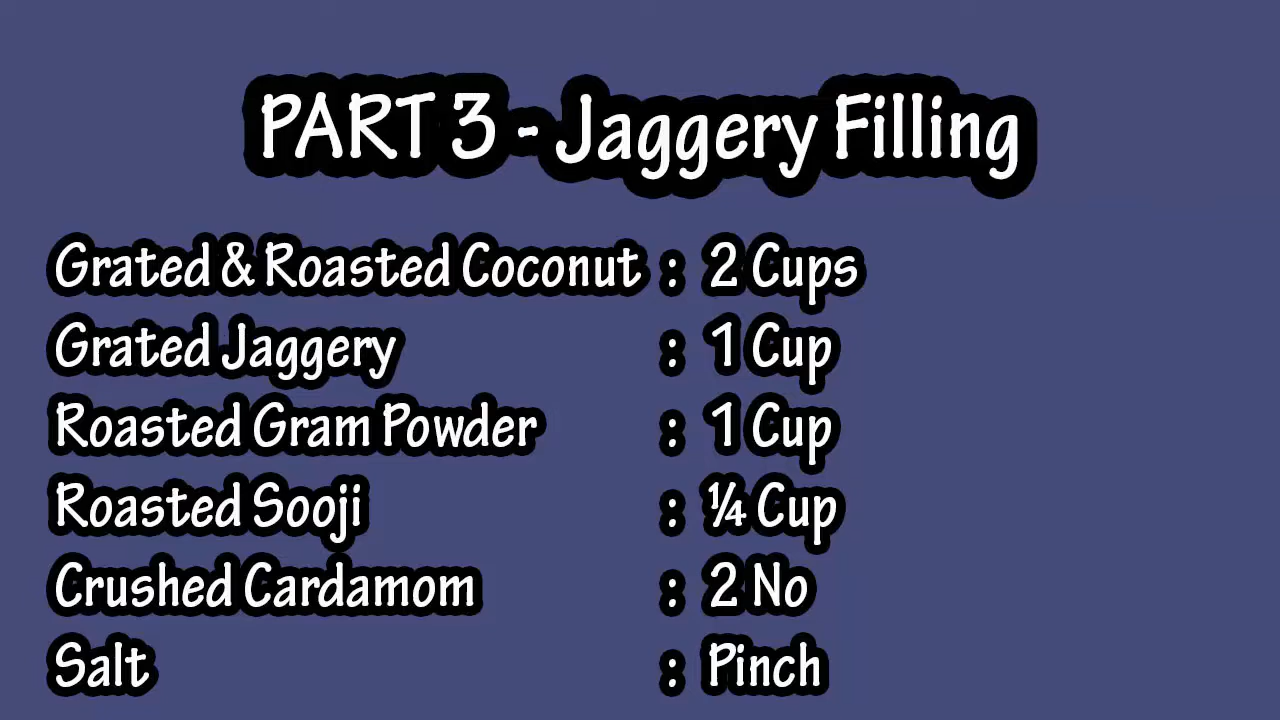 PART 3 - Jaggery Filling
Grated & Roasted Coconut : 2 Cups
Grated Jaggery : 1 Cup
Roasted Gram Powder : 1 Cup
Roasted Sooji : ¼ Cup
Crushed Cardamom : 2 No
Salt : Pinch